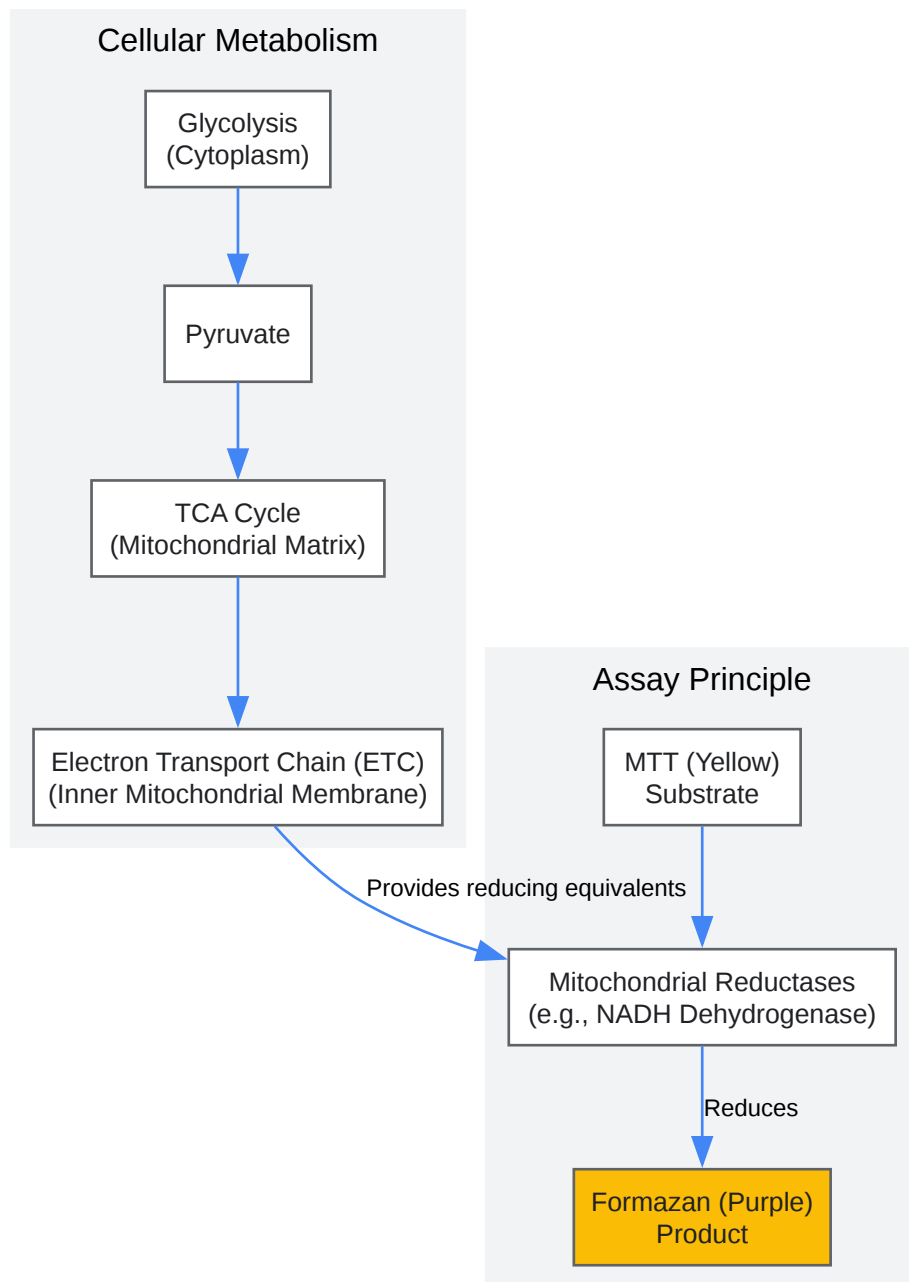 Cellular Metabolism
Glycolysis
(Cytoplasm)
Pyruvate
TCA Cycle
(Mitochondrial Matrix)
Electron Transport Chain (ETC)
(Inner Mitochondrial Membrane)
Assay Principle
MTT (Yellow)
Substrate
Provides reducing equivalents
Mitochondrial Reductases
(e.g., NADH Dehydrogenase)
Reduces
Formazan (Purple)
Product